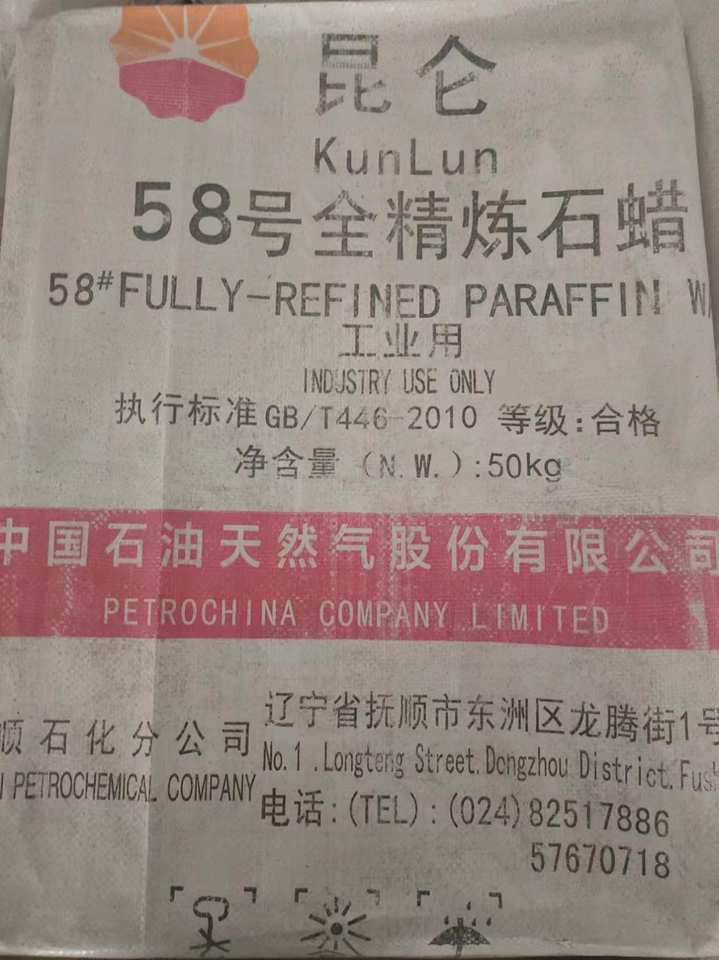 昆仑
KunLun
58号全精炼石蜡
58#FULLY-REFINED PARAFFIN
工业用
INDUSTRY USE ONLY
执行标准GB/T446-2010 等级:合格
净含量 (N.W.):50kg
中国石油天然气股份有限公司
PETROCHINA COMPANY LIMITED
顺石化分公司
PETROCHEMICAL COMPANY
辽宁省抚顺市东洲区龙腾街1号
No.1.Longteng Street.Dongzhou District.Fush
电话:(TEL):(024)82517886
57670718